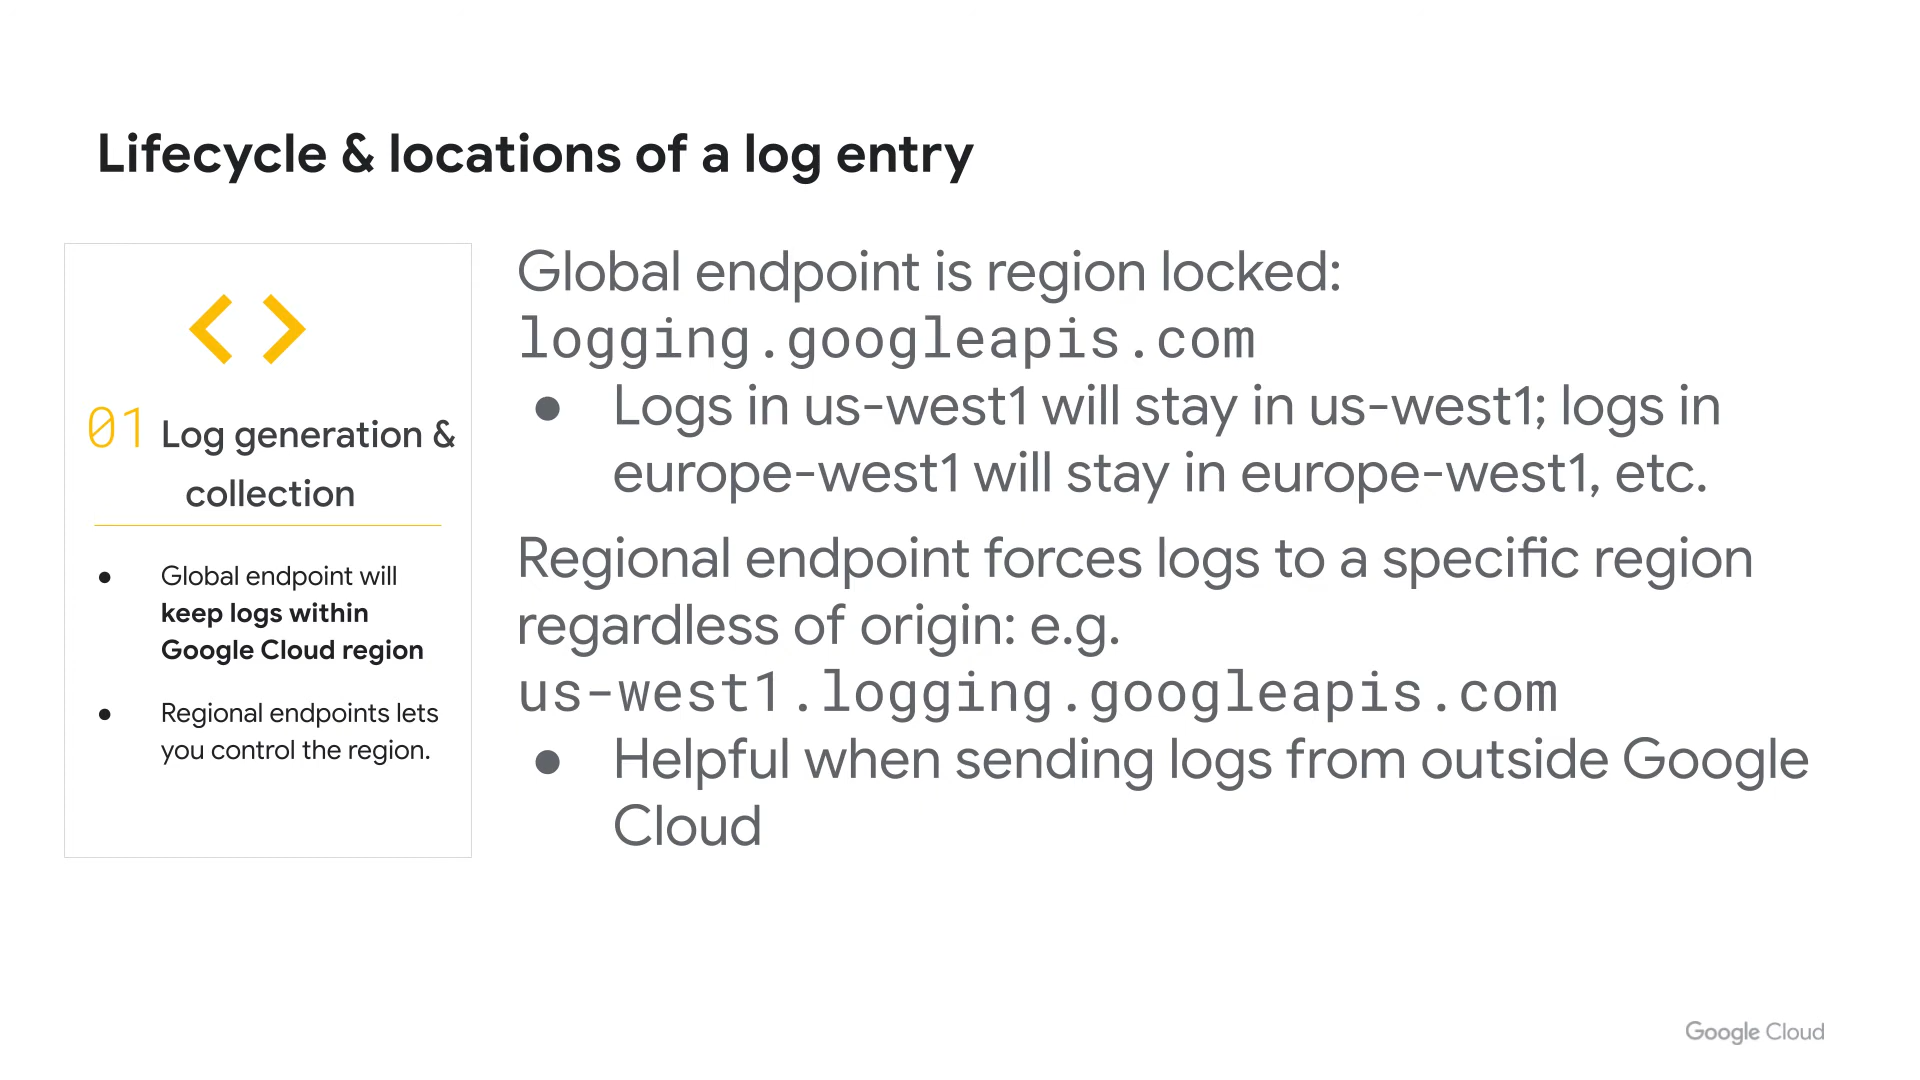 Lifecycle & locations of a log entry
01 Log generation &
collection
● Global endpoint will
keep logs within
Google Cloud region
● Regional endpoints lets
you control the region.
Global endpoint is region locked:
logging.googleapis.com
● Logs in us-west1 will stay in us-west1; logs in
europe-west1 will stay in europe-west1, etc.
Regional endpoint forces logs to a specific region
regardless of origin: e.g.
us-west1.logging.googleapis.com
● Helpful when sending logs from outside Google
Cloud
Google Cloud